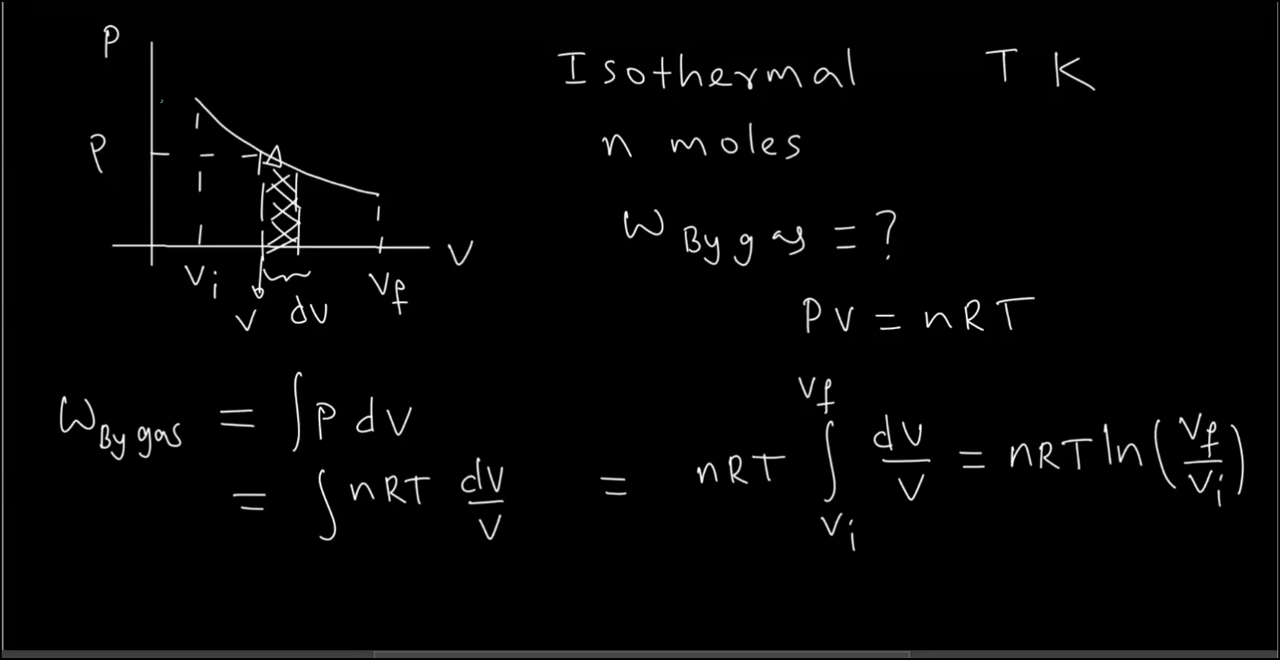 P
P
V
Vi
V
dV
Vf
Isothermal T K
n moles
W By gas = ?
PV = nRT
W By gas = ∫ P dV
= ∫ nRT dV/V = nRT ∫_{Vi}^{Vf} dV/V = nRT ln(Vf/Vi)